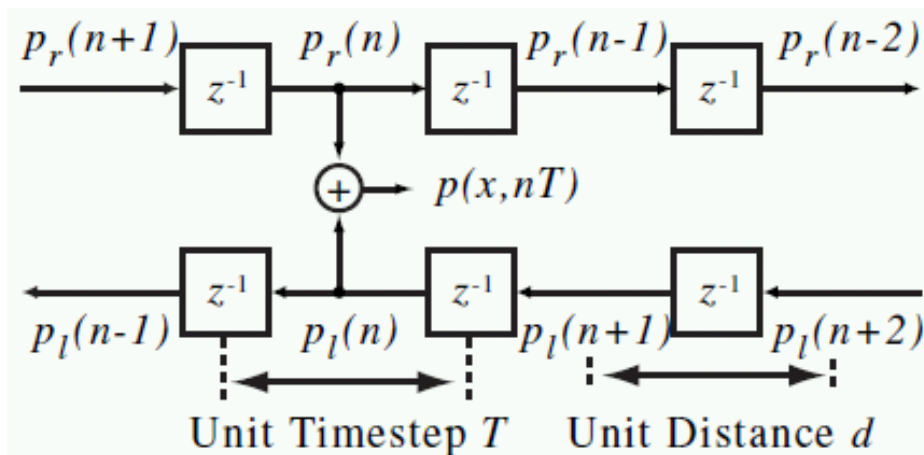 p_r(n+1) p_r(n) p_r(n-1) p_r(n-2)
z⁻¹ z⁻¹ z⁻¹
+ p(x,nT)
z⁻¹ z⁻¹ z⁻¹
p_l(n-1) p_l(n) p_l(n+1) p_l(n+2)
Unit Timestep T Unit Distance d